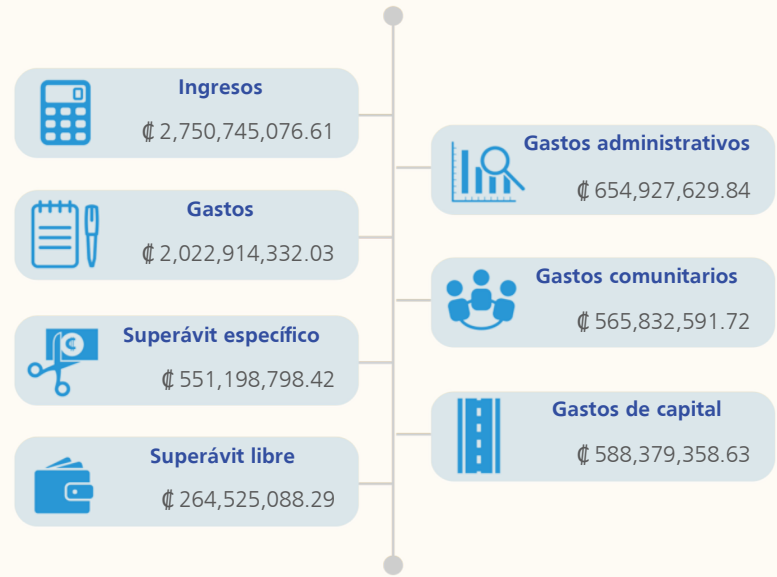 Ingresos
₡ 2,750,745,076.61
Gastos
₡ 2,022,914,332.03
Superávit específico
₡ 551,198,798.42
Superávit libre
₡ 264,525,088.29
Gastos administrativos
₡ 654,927,629.84
Gastos comunitarios
₡ 565,832,591.72
Gastos de capital
₡ 588,379,358.63